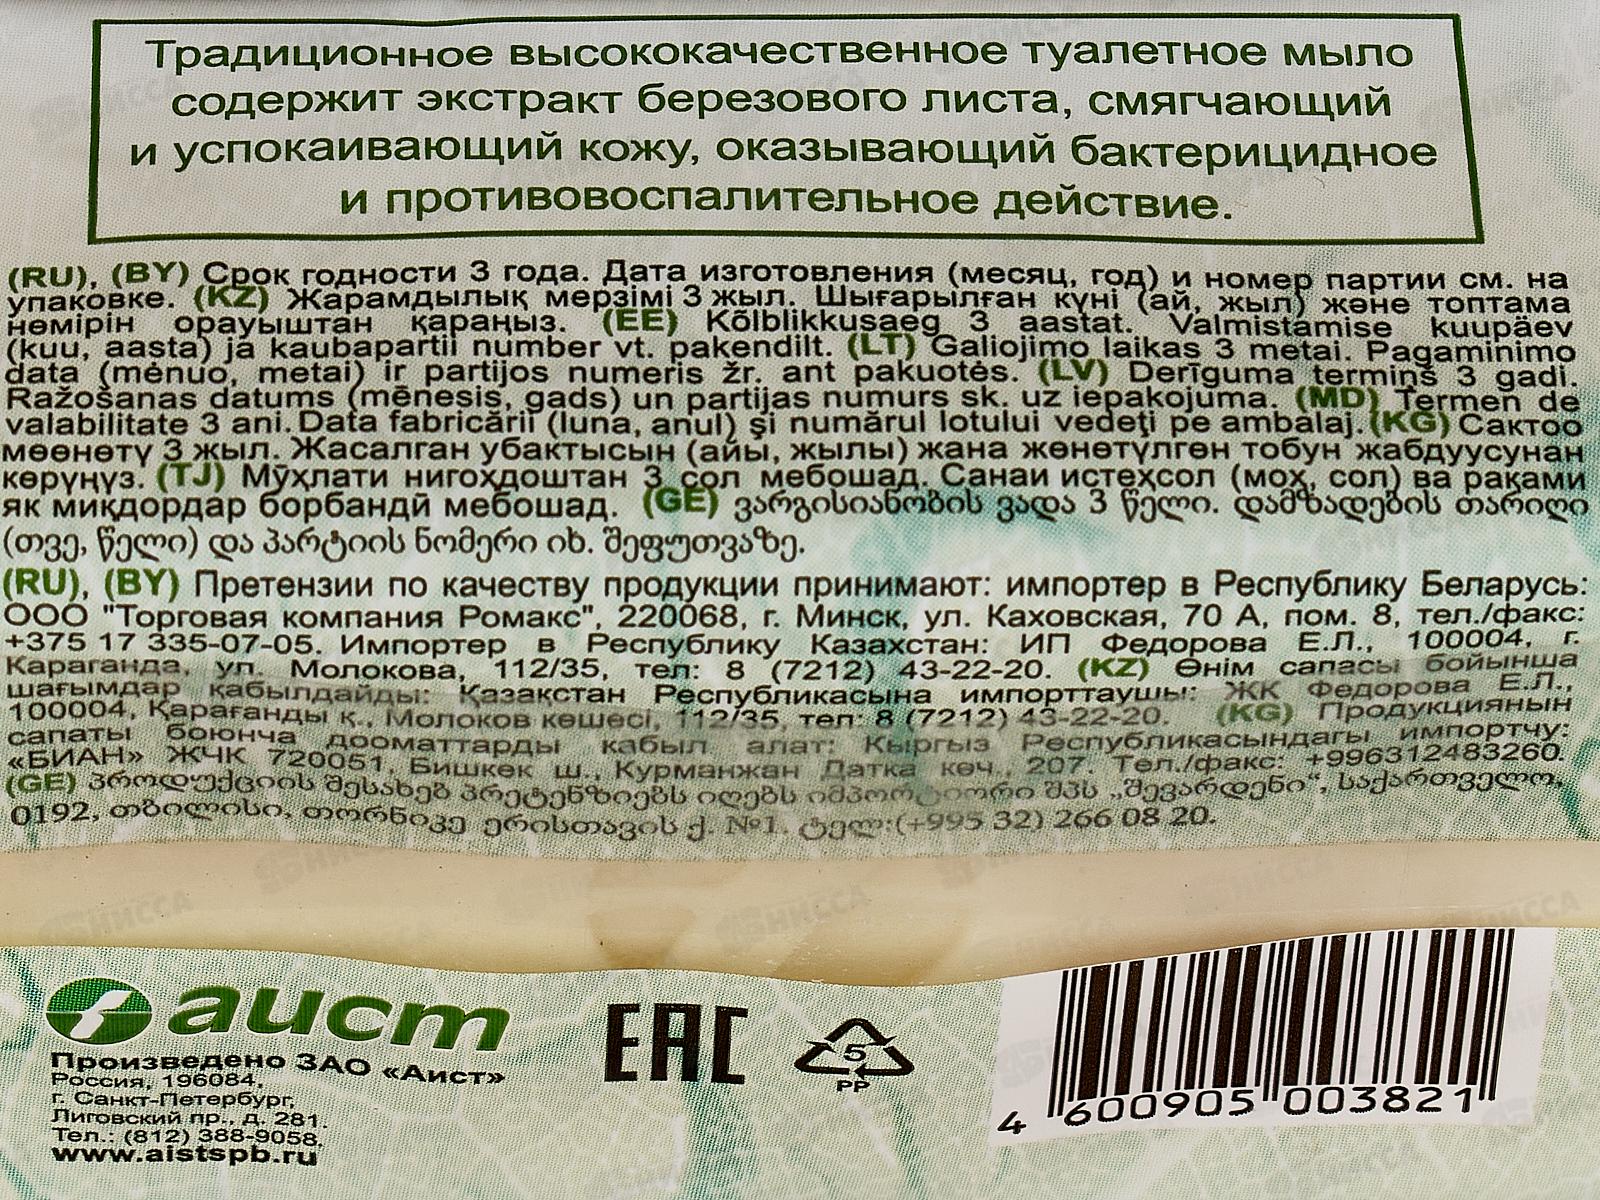 Традиционное высококачественное туалетное мыло
содержит экстракт березового листа, смягчающий
и успокаивающий кожу, оказывающий бактерицидное
и противовоспалительное действие.
(RU), (BY) Срок годности 3 года. Дата изготовления (месяц, год) и номер партии см. на
упаковке. (KZ) Жарамдылық мерзімі 3 жыл. Шығарылған күні (ай, жыл) және топтама
нөмірін орауыштан қараңыз. (EE) Kõlblikkusaeg 3 aastat. Valmistamise kuupäev
(kuu, aasta) ja kaubapartii number vt. pakendilt. (LT) Galiojimo laikas 3 metai. Pagaminimo
data (mėnuo, metai) ir partijos numeris žr. ant pakuotės. (LV) Derīguma termiņš 3 gadi.
Ražošanas datums (mēnesis, gads) un partijas numurs sk. uz iepakojuma. (MD) Termen de
valabilitate 3 ani. Data fabricării (luna, anul) şi numărul lotului vedeţi pe ambalaj. (KG) Сактоо
мөөнөтү 3 жыл. Жасалган убактысын (айы, жылы) жана жөнөтүлгөн тобун жабдуусунан
көрүңүз. (TJ) Мӯҳлати нигоҳдоштан 3 сол мебошад. Санаи истеҳсол (моҳ, сол) ва рақами
як миқдордар борбандӣ мебошад. (GE) ვარგისიანობის ვადა 3 წელი. დამზადების თარიღი
(თვე, წელი) და პარტიის ნომერი იხ. შეფუთვაზე.
(RU), (BY) Претензии по качеству продукции принимают: импортер в Республику Беларусь:
ООО "Торговая компания Ромакс", 220068, г. Минск, ул. Каховская, 70 А, пом. 8, тел./факс:
+375 17 335-07-05. Импортер в Республику Казахстан: ИП Федорова Е.Л., 100004, г.
Караганда, ул. Молокова, 112/35, тел: 8 (7212) 43-22-20. (KZ) Өнім сапасы бойынша
шағымдар қабылдайды: Қазақстан Республикасына импорттаушы: ЖК Федорова Е.Л.,
100004, Қарағанды қ., Молоков көшесі, 112/35, тел: 8 (7212) 43-22-20. (KG) Продукциянын
сапаты боюнча дооматтарды кабыл алат: Кыргыз Республикасындагы импортчу:
«БИАН» ЖЧК 720051, Бишкек ш., Курманжан Датка көч., 207. Тел./факс: +996312483260.
(GE) პროდუქციის შესახებ პრეტენზიებს იღებს იმპორტიორი შპს „შევარდენი“, საქართველო,
0192, თბილისი, თორნიკე ერისთავის ქ. №1. ტელ:(+995 32) 266 08 20.
аист
Произведено ЗАО «Аист»
Россия, 196084,
г. Санкт-Петербург,
Лиговский пр., д. 281.
Тел.: (812) 388-9058,
www.aistspb.ru
EAC
5
PP
4 600905 003821